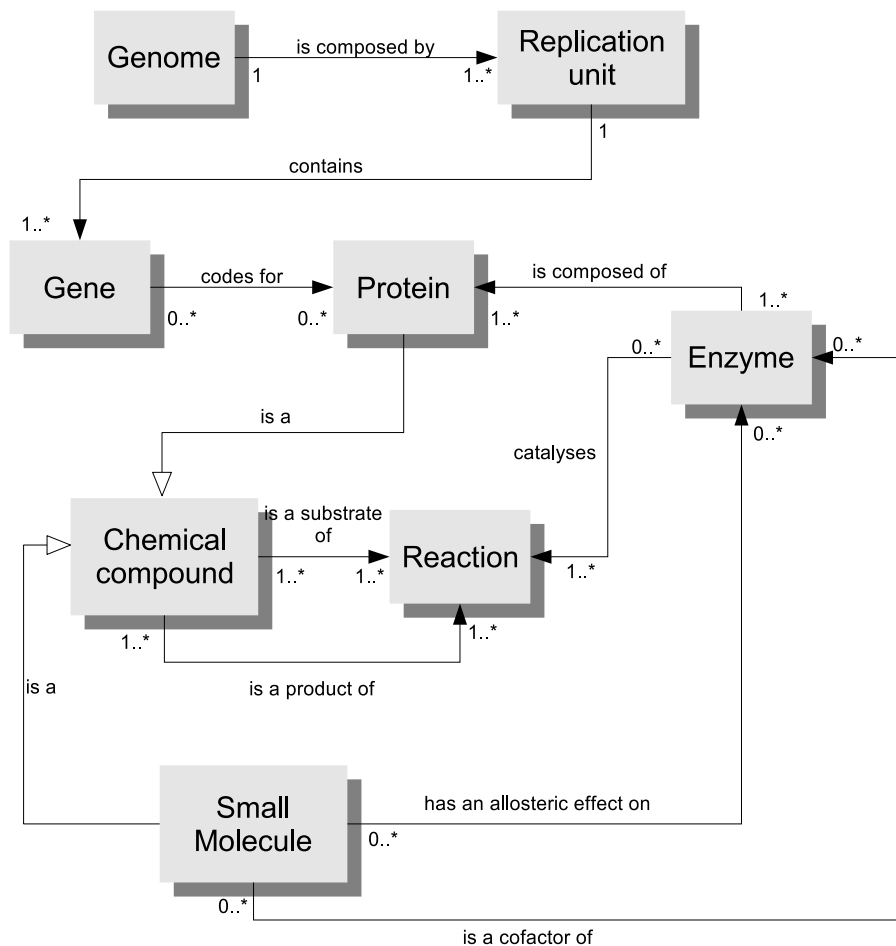 Genome
is composed by
1
1..*
Replication
unit
1
contains
1..*
Gene
codes for
0..*
0..*
Protein
1..*
is composed of
1..*
Enzyme
0..*
0..*
0..*
is a
catalyses
Chemical
compound
is a substrate
of
1..*
1..*
Reaction
1..*
1..*
1..*
is a product of
is a
Small
Molecule
has an allosteric effect on
0..*
0..*
is a cofactor of